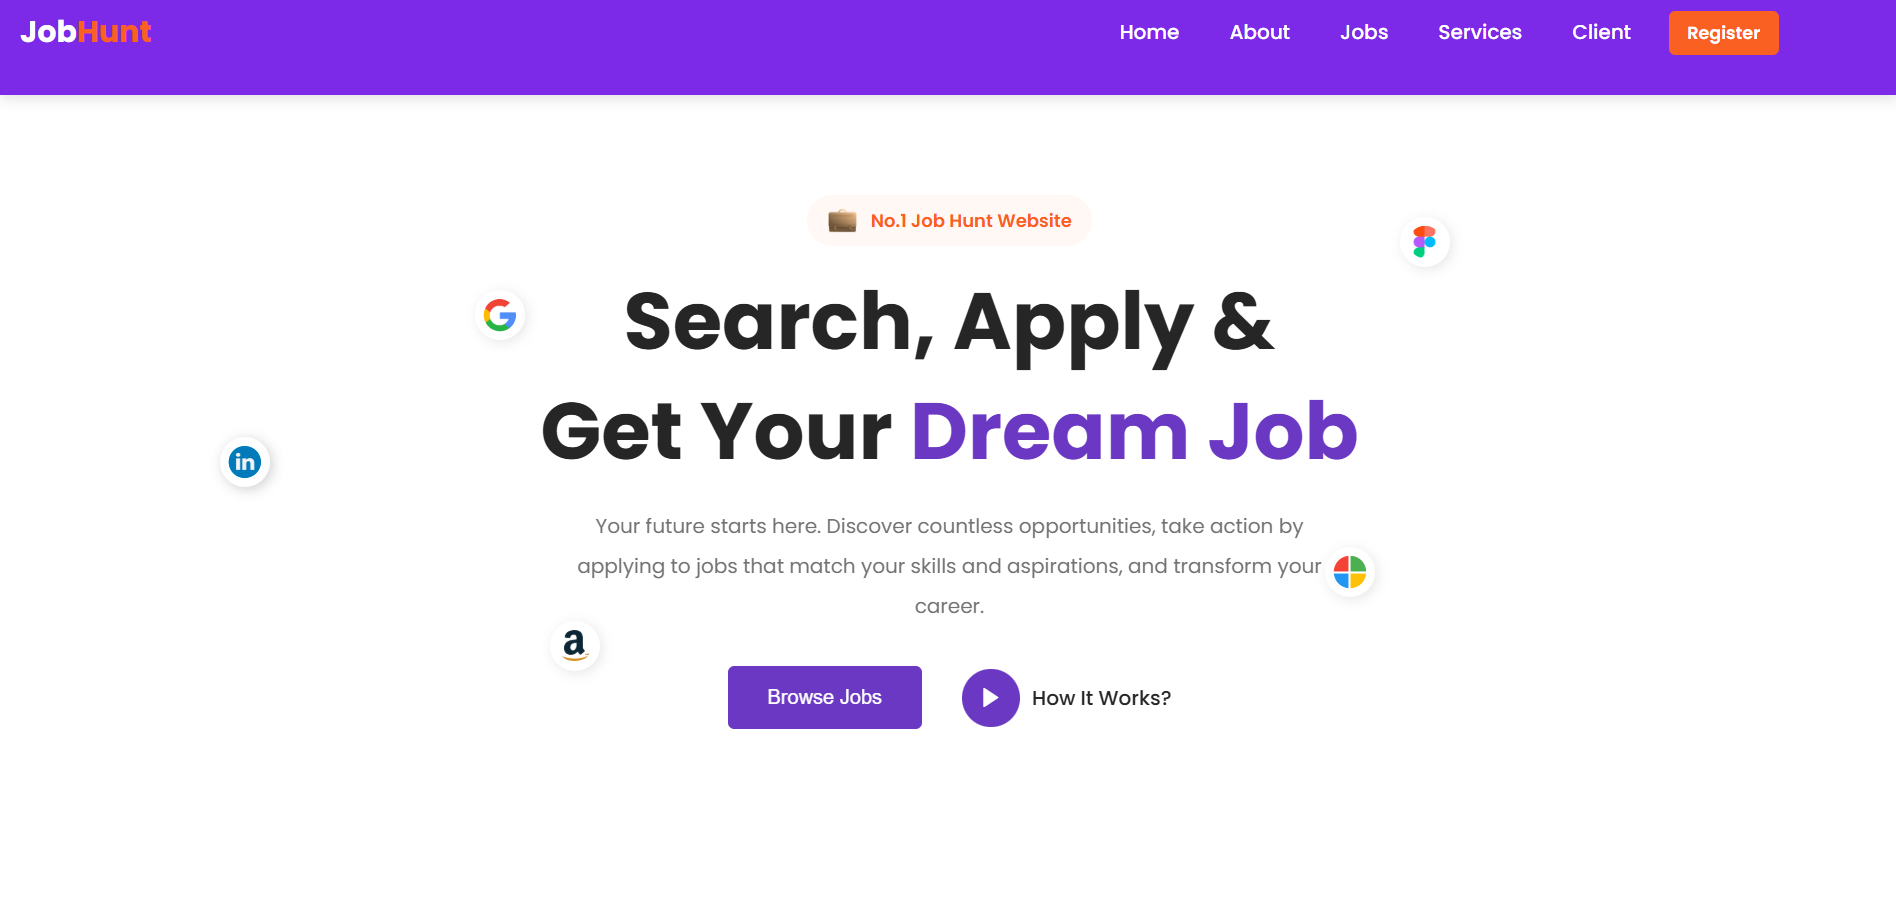 JobHunt
Home About Jobs Services Client Register
No.1 Job Hunt Website
Search, Apply &
Get Your Dream Job
Your future starts here. Discover countless opportunities, take action by
applying to jobs that match your skills and aspirations, and transform your
career.
Browse Jobs
How It Works?